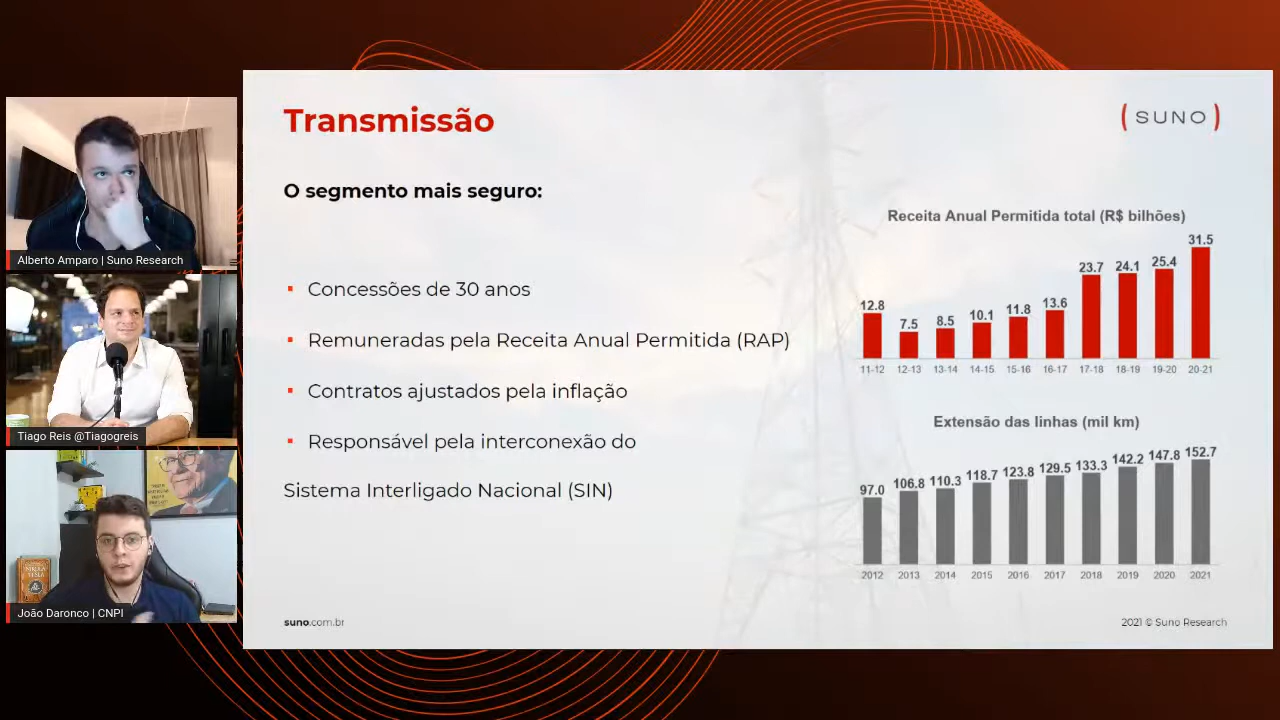 Transmissão
( SUNO )
O segmento mais seguro:
Concessões de 30 anos
Remuneradas pela Receita Anual Permitida (RAP)
Contratos ajustados pela inflação
Responsável pela interconexão do
Sistema Interligado Nacional (SIN)
Receita Anual Permitida total (R$ bilhões)
12.8 7.5 8.5 10.1 11.8 13.6 23.7 24.1 25.4 31.5
11-12 12-13 13-14 14-15 15-16 16-17 17-18 18-19 19-20 20-21
Extensão das linhas (mil km)
97.0 106.8 110.3 118.7 123.8 129.5 133.3 142.2 147.8 152.7
2012 2013 2014 2015 2016 2017 2018 2019 2020 2021
suno.com.br
2021 © Suno Research
Alberto Amparo | Suno Research
Tiago Reis @Tiagogreis
João Daronco | CNPI